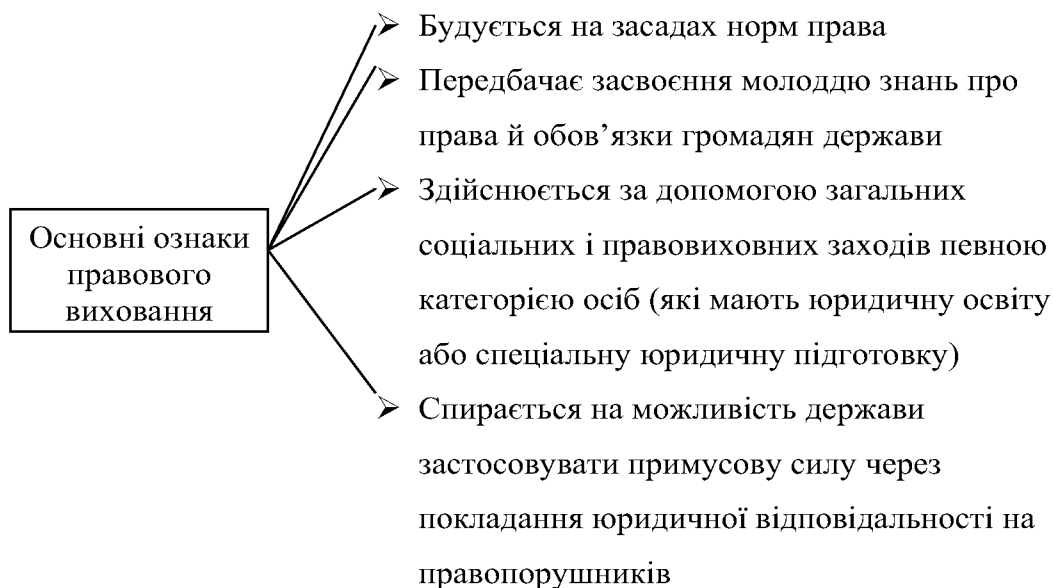 Основні ознаки
правового
виховання
Будується на засадах норм права
Передбачає засвоєння молоддю знань про
права й обов’язки громадян держави
Здійснюється за допомогою загальних
соціальних і правовиховних заходів певною
категорією осіб (які мають юридичну освіту
або спеціальну юридичну підготовку)
Спирається на можливість держави
застосовувати примусову силу через
покладання юридичної відповідальності на
правопорушників